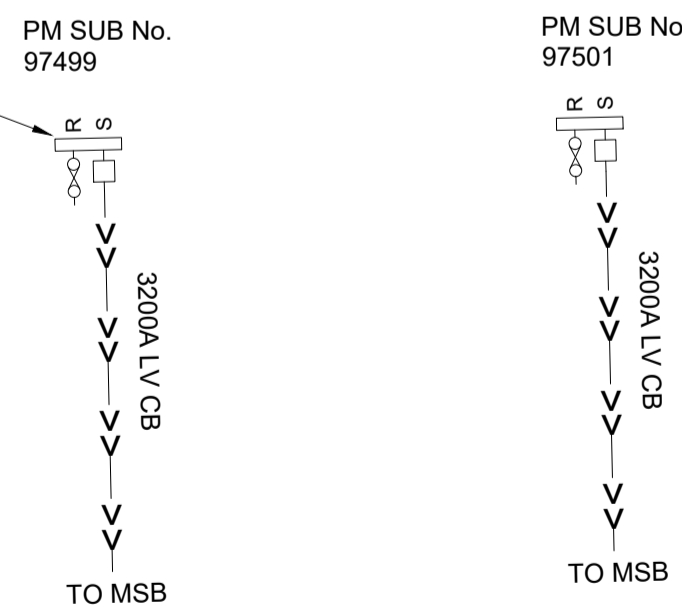 PM SUB No.
97499
R S
3200A LV CB
TO MSB
PM SUB No
97501
R S
3200A LV CB
TO MSB